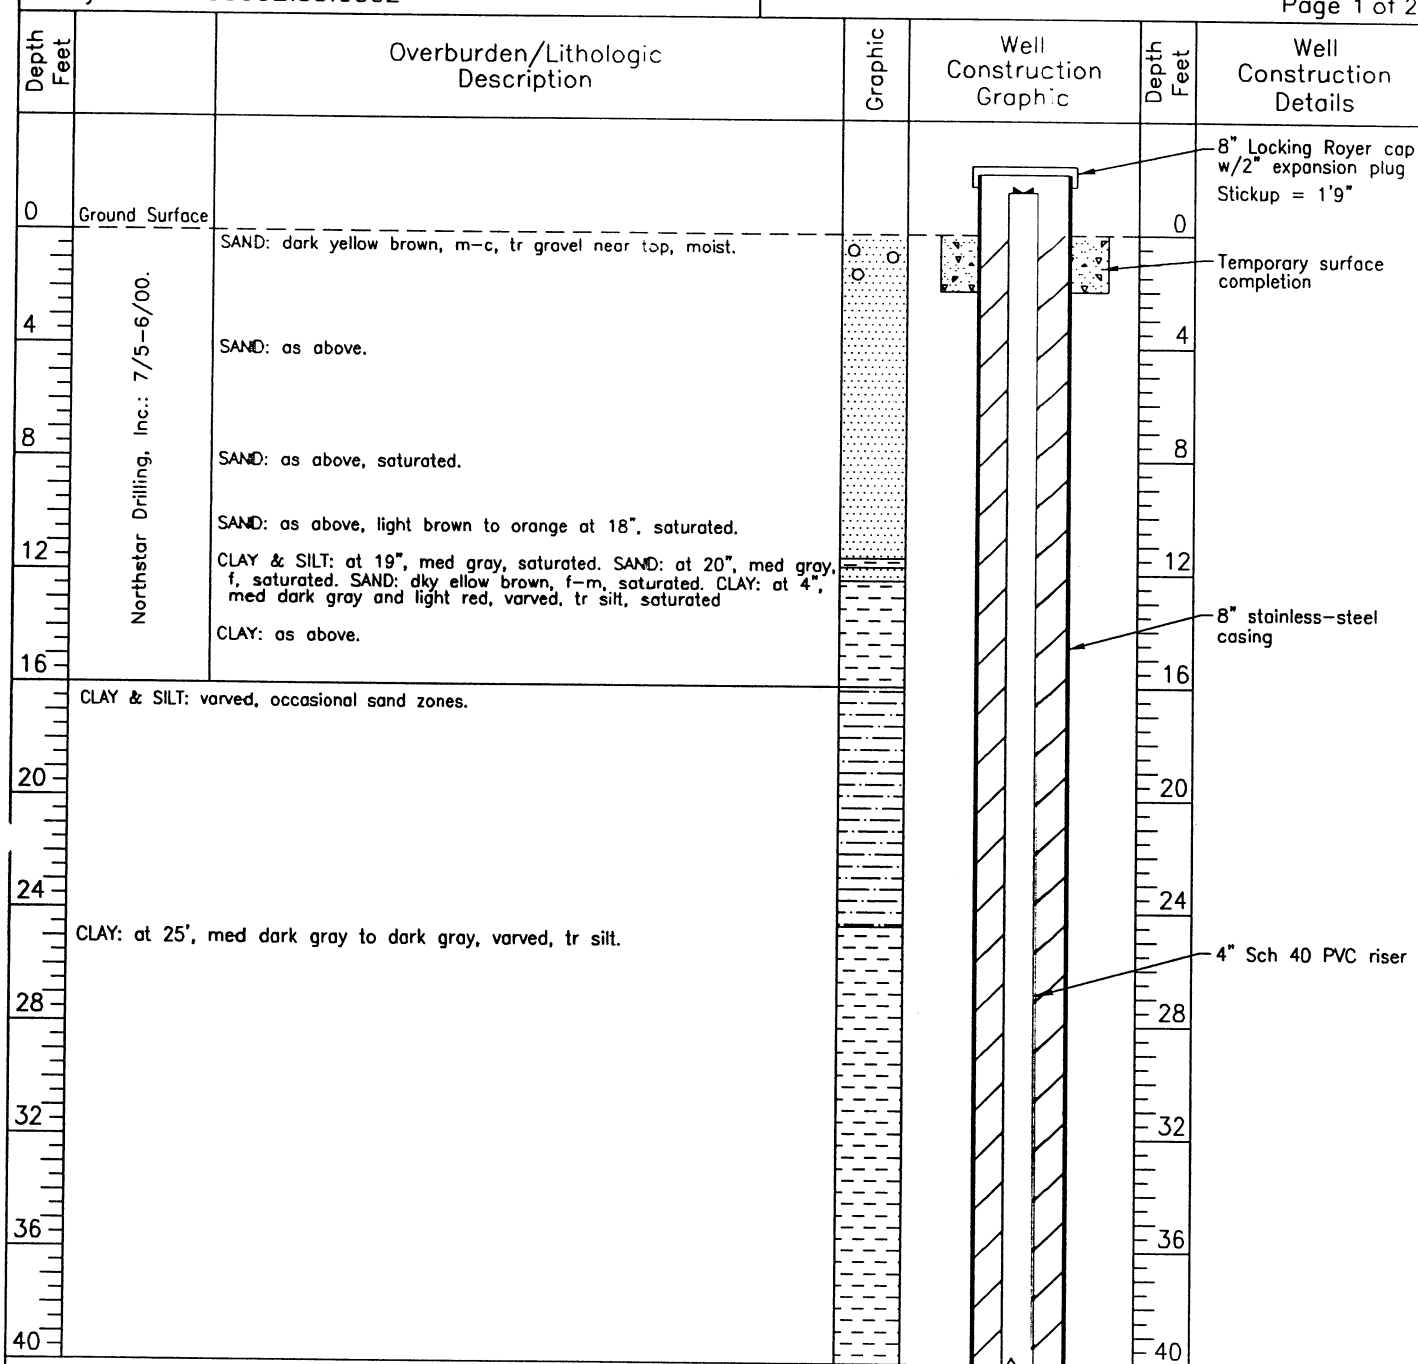 Page 1 of 2
Depth
Feet
Overburden/Lithologic
Description
Graphic
Well
Construction
Graphic
Depth
Feet
Well
Construction
Details
8" Locking Royer cap
w/2" expansion plug
Stickup = 1'9"
0
Ground Surface
0
SAND: dark yellow brown, m-c, tr gravel near top, moist.
Temporary surface
completion
Northstar Drilling, Inc.: 7/5-6/00.
4
SAND: as above.
4
8
SAND: as above, saturated.
8
SAND: as above, light brown to orange at 18", saturated.
12
CLAY & SILT: at 19", med gray, saturated. SAND: at 20", med gray,
f, saturated. SAND: dky ellow brown, f-m, saturated. CLAY: at 4",
med dark gray and light red, varved, tr silt, saturated
12
CLAY: as above.
8" stainless-steel
casing
16
16
CLAY & SILT: varved, occasional sand zones.
20
20
24
24
CLAY: at 25', med dark gray to dark gray, varved, tr silt.
4" Sch 40 PVC riser
28
28
32
32
36
36
40
40